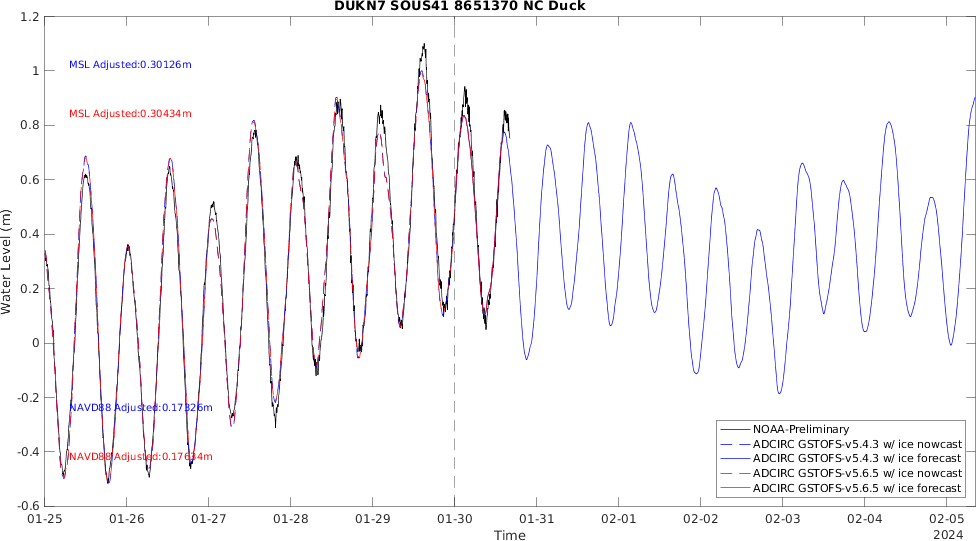 DUKN7 SOUS41 8651370 NC Duck
1.2
1
0.8
0.6
0.4
0.2
0
-0.2
-0.4
-0.6
Water Level (m)
MSL Adjusted:0.30126m
MSL Adjusted:0.30434m
NAVD88 Adjusted:0.17326m
NAVD88 Adjusted:0.17634m
NOAA-Preliminary
ADCIRC GSTOFS-v5.4.3 w/ ice nowcast
ADCIRC GSTOFS-v5.4.3 w/ ice forecast
ADCIRC GSTOFS-v5.6.5 w/ ice nowcast
ADCIRC GSTOFS-v5.6.5 w/ ice forecast
01-25 01-26 01-27 01-28 01-29 01-30 01-31 02-01 02-02 02-03 02-04 02-05
2024
Time